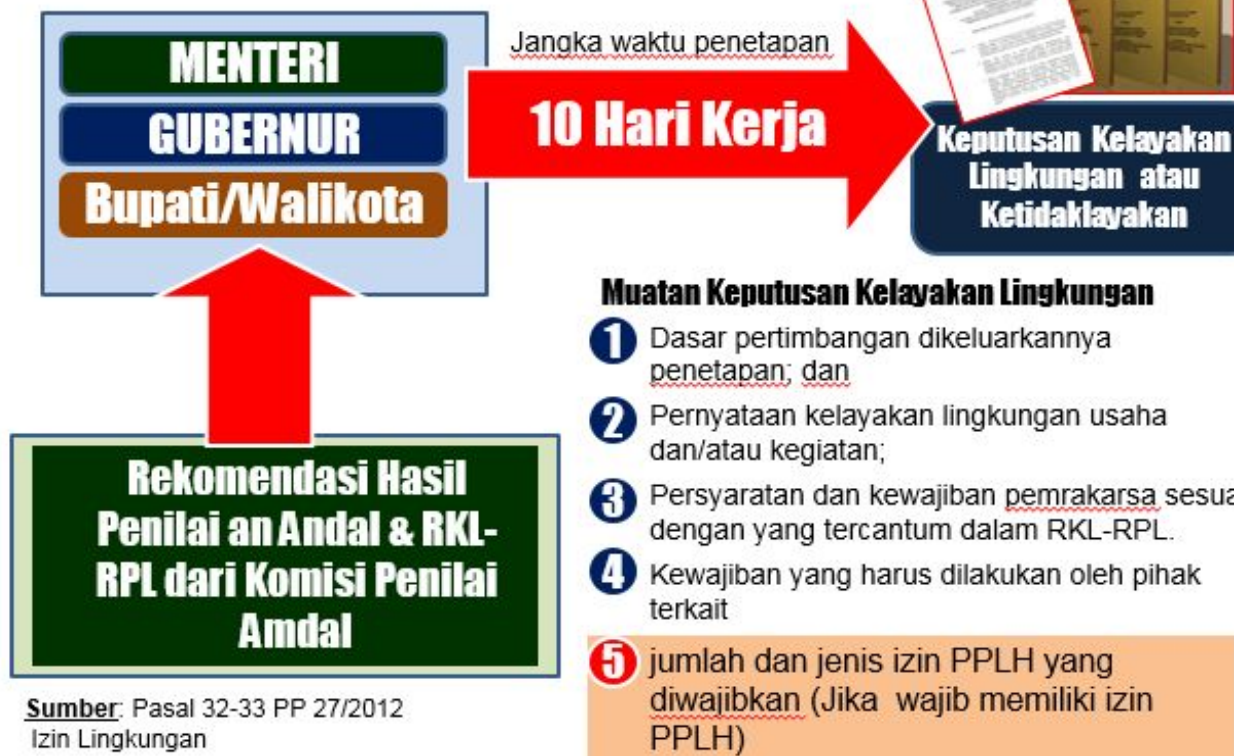 MENTERI
GUBERNUR
Bupati/Walikota
Jangka waktu penetapan
10 Hari Kerja
Keputusan Kelayakan
Lingkungan atau
Ketidaklayakan
Rekomendasi Hasil
Penilai an Andal & RKL-
RPL dari Komisi Penilai
Amdal
Sumber: Pasal 32-33 PP 27/2012
Izin Lingkungan
Muatan Keputusan Kelayakan Lingkungan
1 Dasar pertimbangan dikeluarkannya
penetapan; dan
2 Pernyataan kelayakan lingkungan usaha
dan/atau kegiatan;
3 Persyaratan dan kewajiban pemrakarsa sesua
dengan yang tercantum dalam RKL-RPL.
4 Kewajiban yang harus dilakukan oleh pihak
terkait
5 jumlah dan jenis izin PPLH yang
diwajibkan (Jika wajib memiliki izin
PPLH)